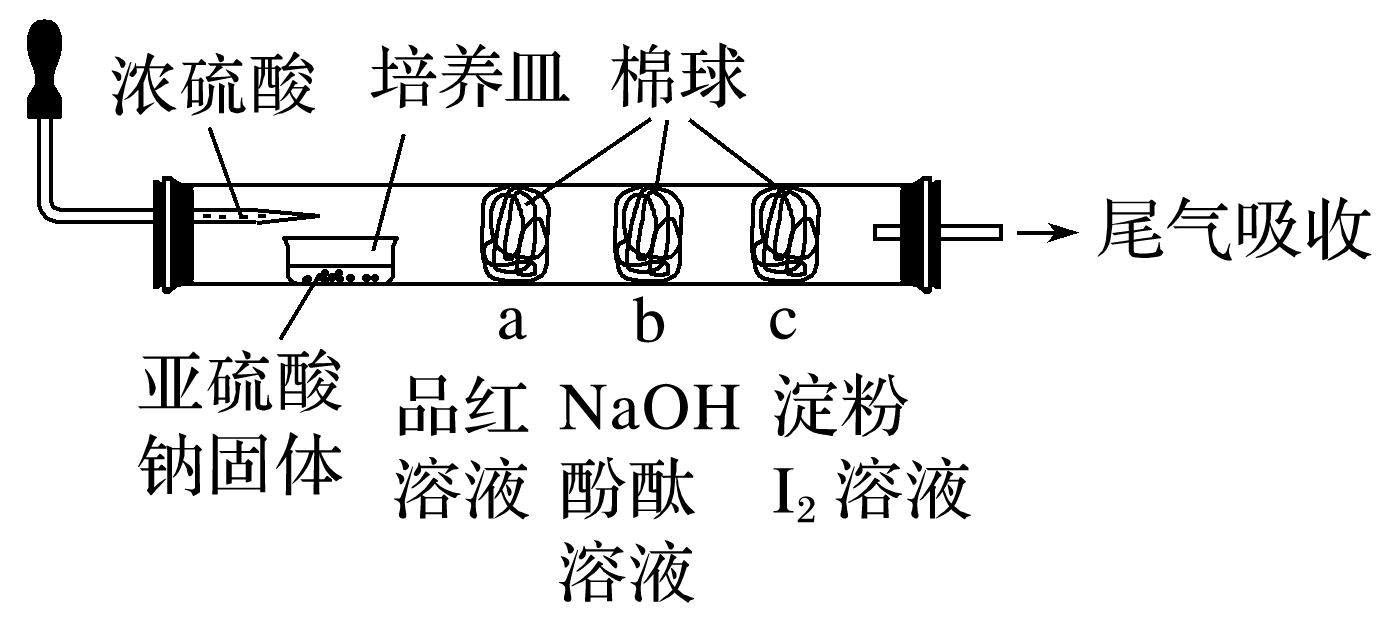 浓硫酸 培养皿 棉球
尾气吸收
a b c
亚硫酸
钠固体
品红
溶液
NaOH
酚酞
溶液
淀粉
I₂ 溶液